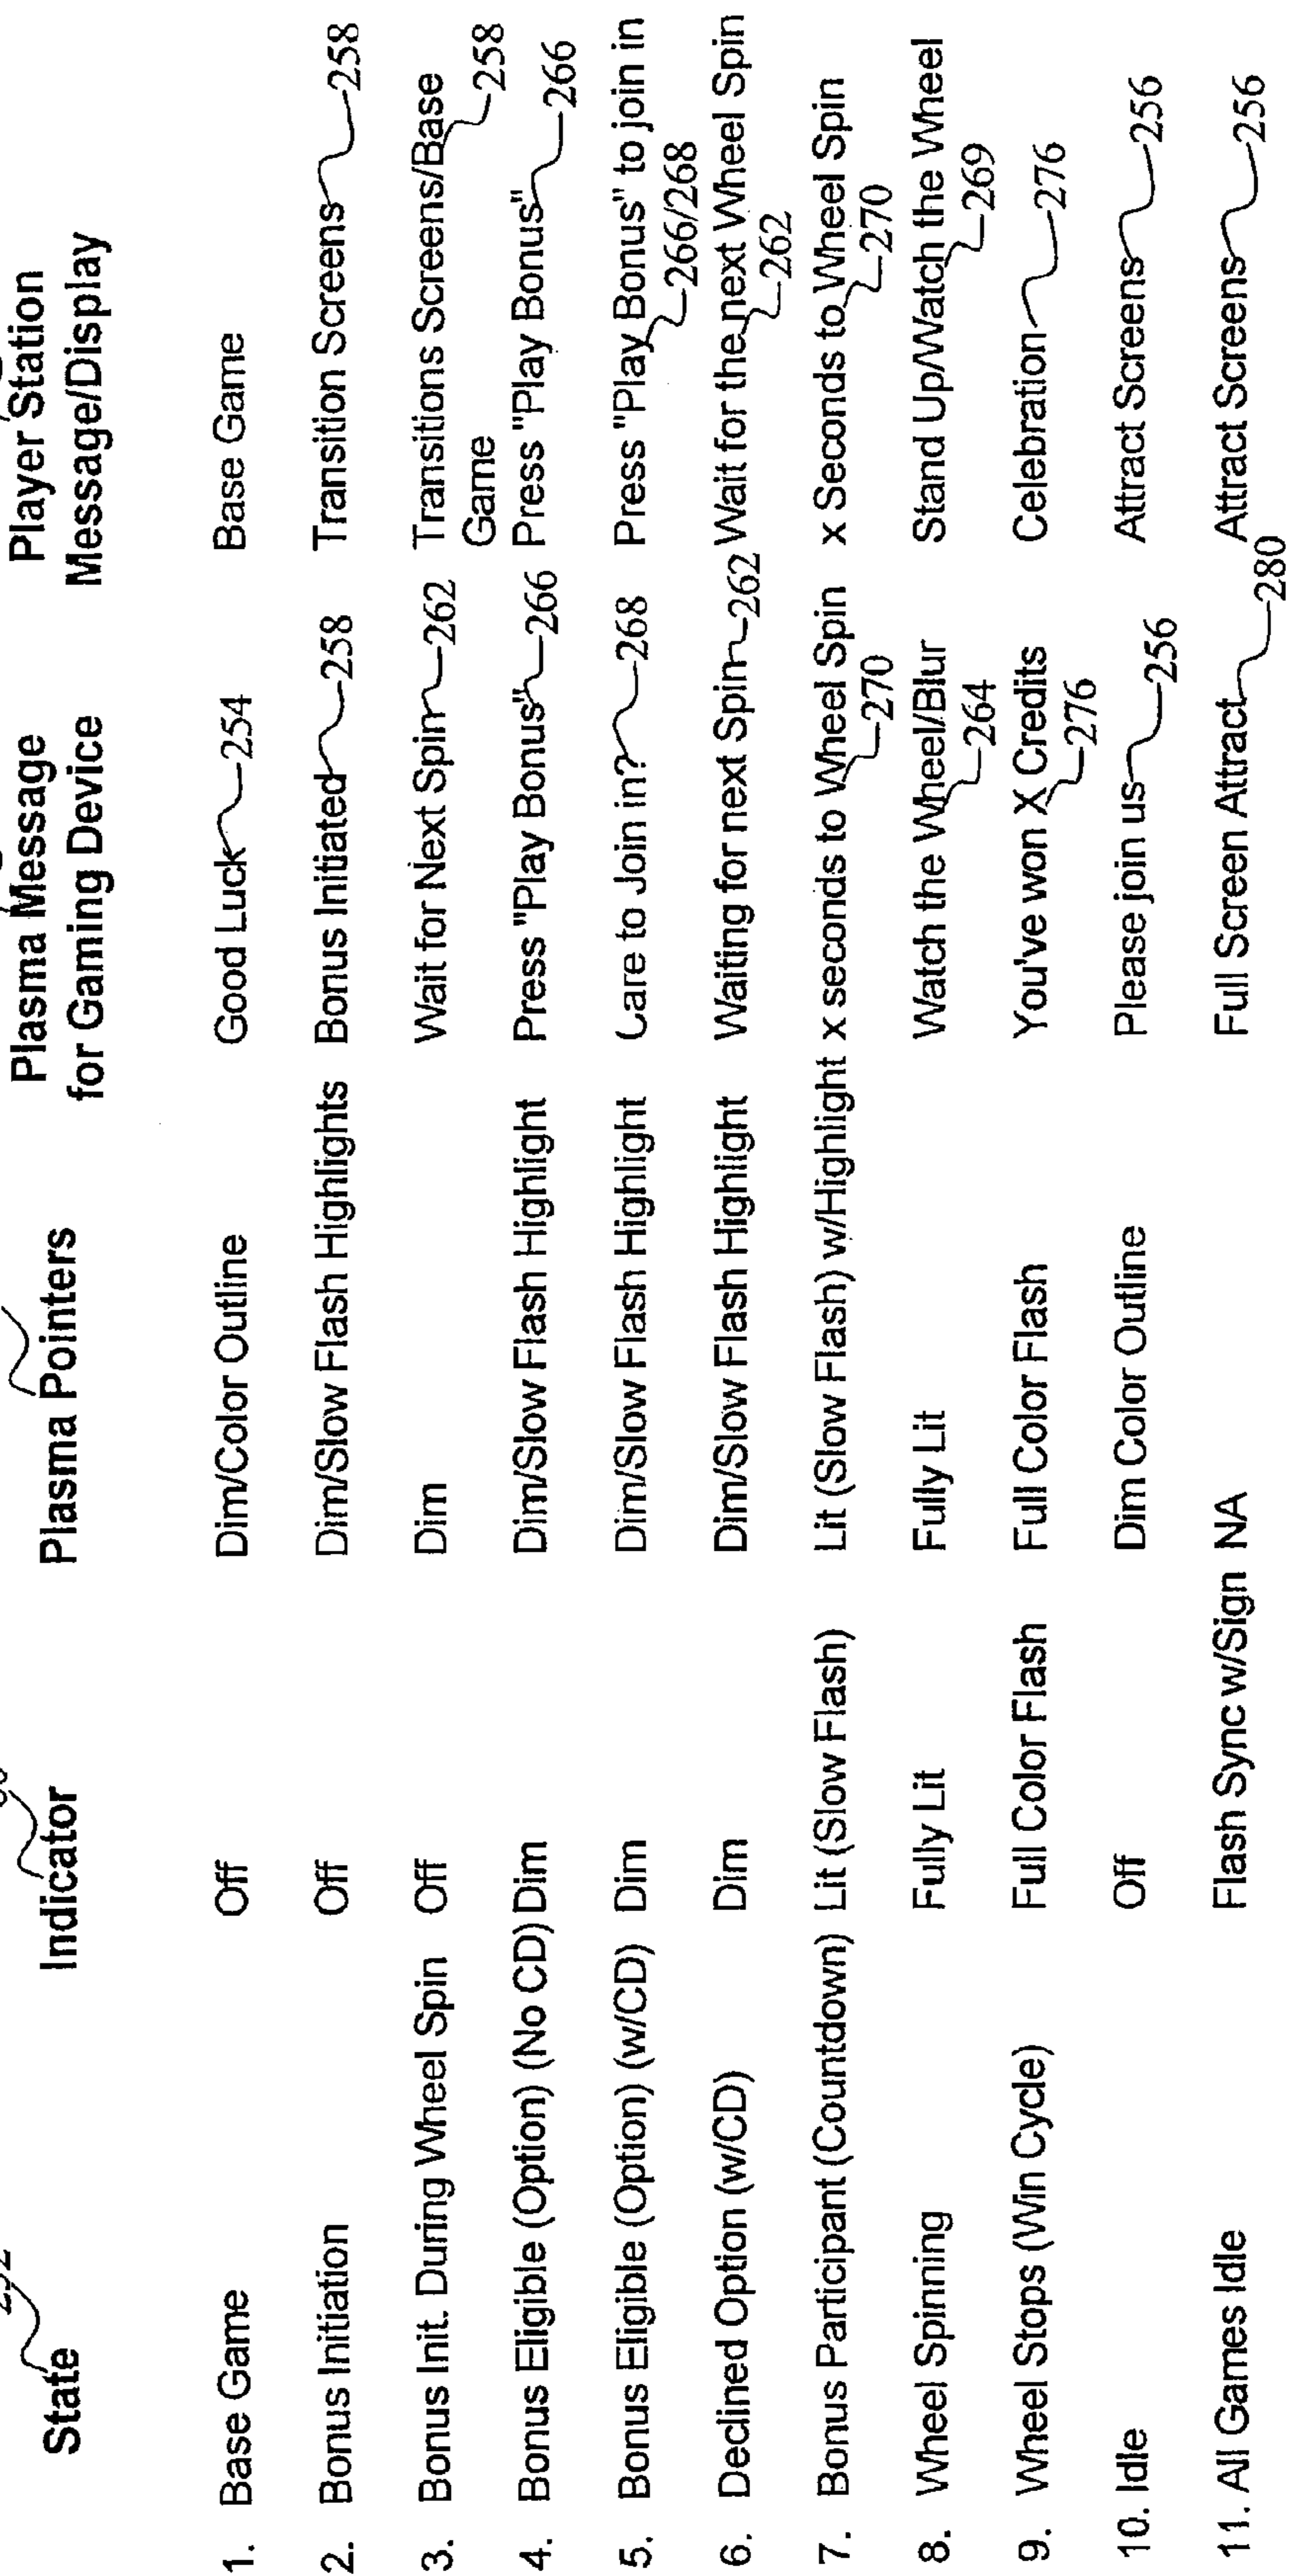 State Indicator Plasma Pointers Plasma Message for Gaming Device Player Station Message/Display
1. Base Game Off Dim/Color Outline Good Luck 254 Base Game
2. Bonus Initiation Off Dim/Slow Flash Highlights Bonus Initiated 258 Transition Screens 258
3. Bonus Init. During Wheel Spin Off Dim Wait for Next Spin 262 Transitions Screens/Base Game 258
4. Bonus Eligible (Option) (No CD) Dim Dim/Slow Flash Highlight Press "Play Bonus" 266 Press "Play Bonus" 266
5. Bonus Eligible (Option) (w/CD) Dim Dim/Slow Flash Highlight Care to Join in? 268 Press "Play Bonus" to join in 266/268
6. Declined Option (w/CD) Dim Dim/Slow Flash Highlight Waiting for next Spin 262 Wait for the next Wheel Spin 262
7. Bonus Participant (Countdown) Lit (Slow Flash) Lit (Slow Flash) w/Highlight x seconds to Wheel Spin 270 x Seconds to Wheel Spin 270
8. Wheel Spinning Fully Lit Fully Lit Watch the Wheel/Blur 264 Stand Up/Watch the Wheel 269
9. Wheel Stops (Win Cycle) Full Color Flash Full Color Flash You've won X Credits 276 Celebration 276
10. Idle Off Dim Color Outline Please join us 256 Attract Screens 256
11. All Games Idle Flash Sync w/Sign NA Full Screen Attract 280 Attract Screens 256